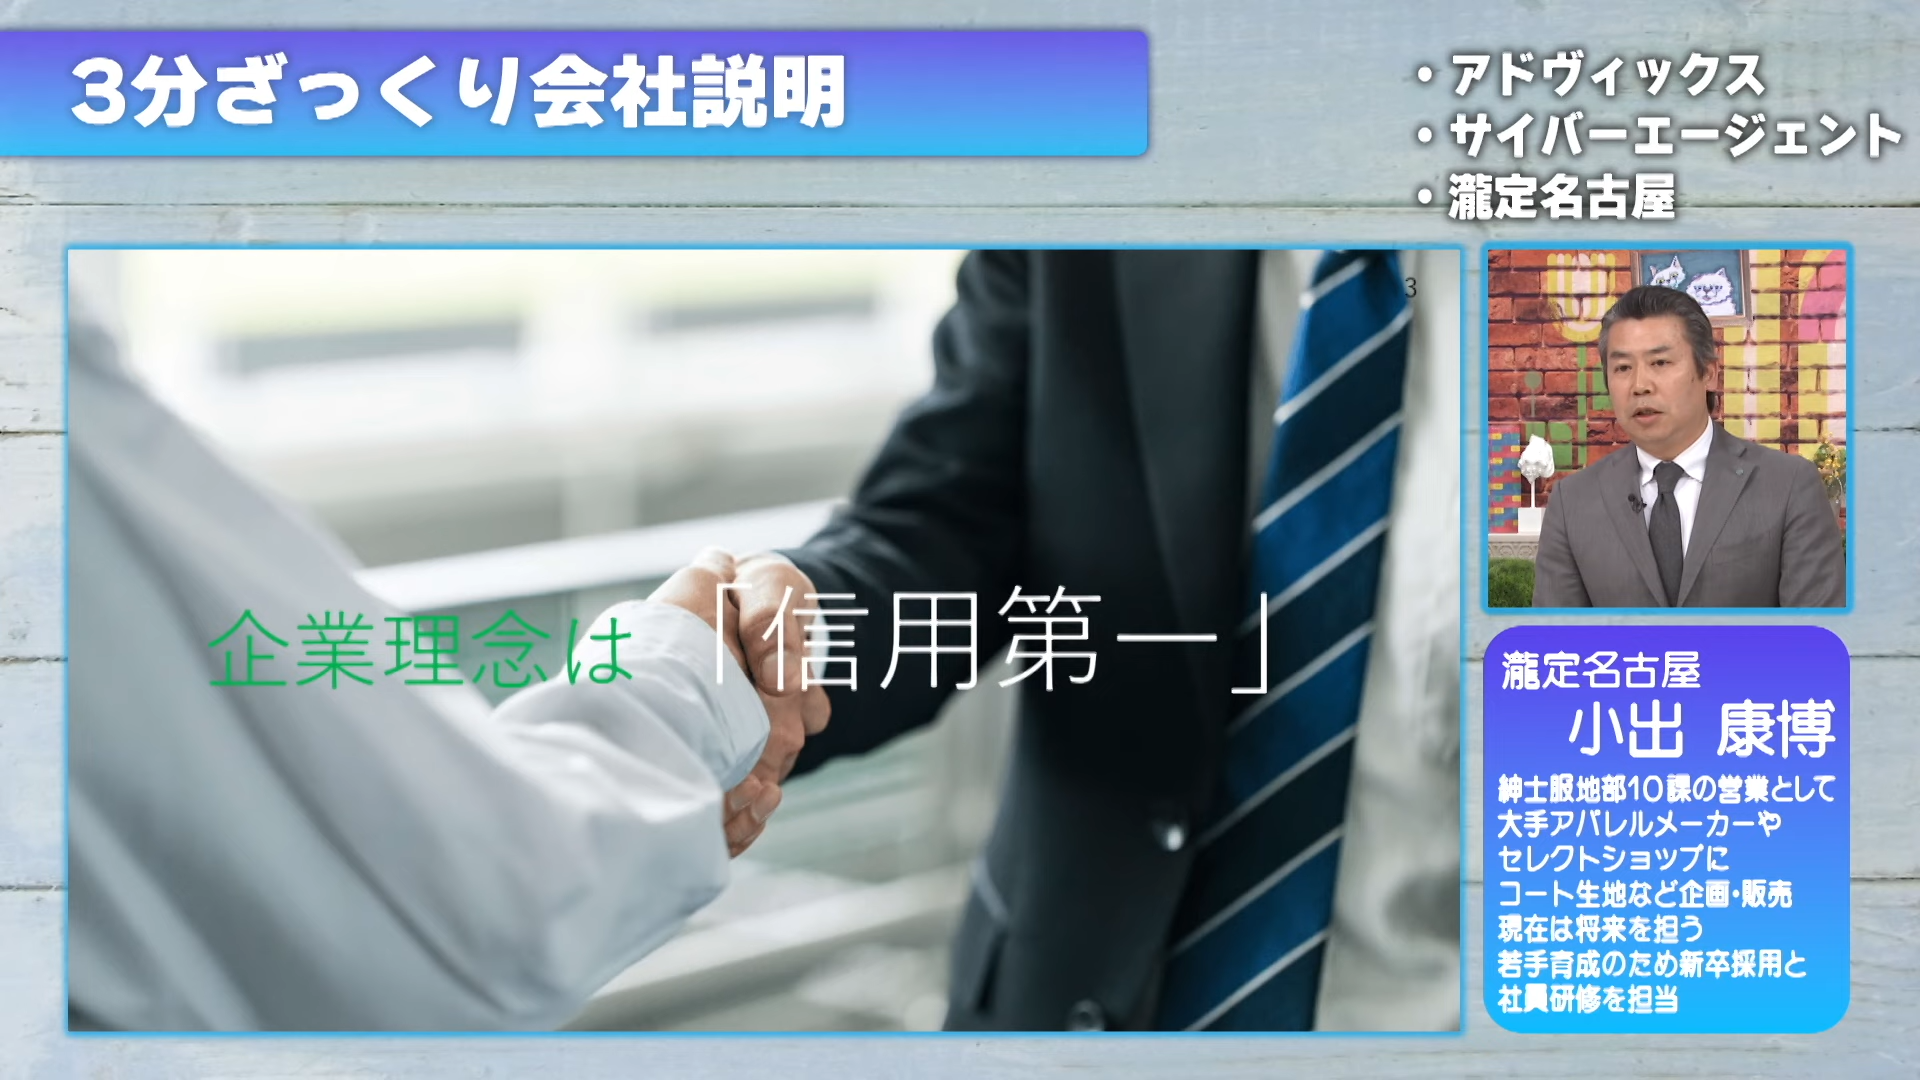 3分ざっくり会社説明
・アドヴィックス
・サイバーエージェント
・瀧定名古屋
3
企業理念は「信用第一」
瀧定名古屋
小出 康博
紳士服地部10課の営業として
大手アパレルメーカーや
セレクトショップに
コート生地など企画・販売
現在は将来を担う
若手育成のため新卒採用と
社員研修を担当